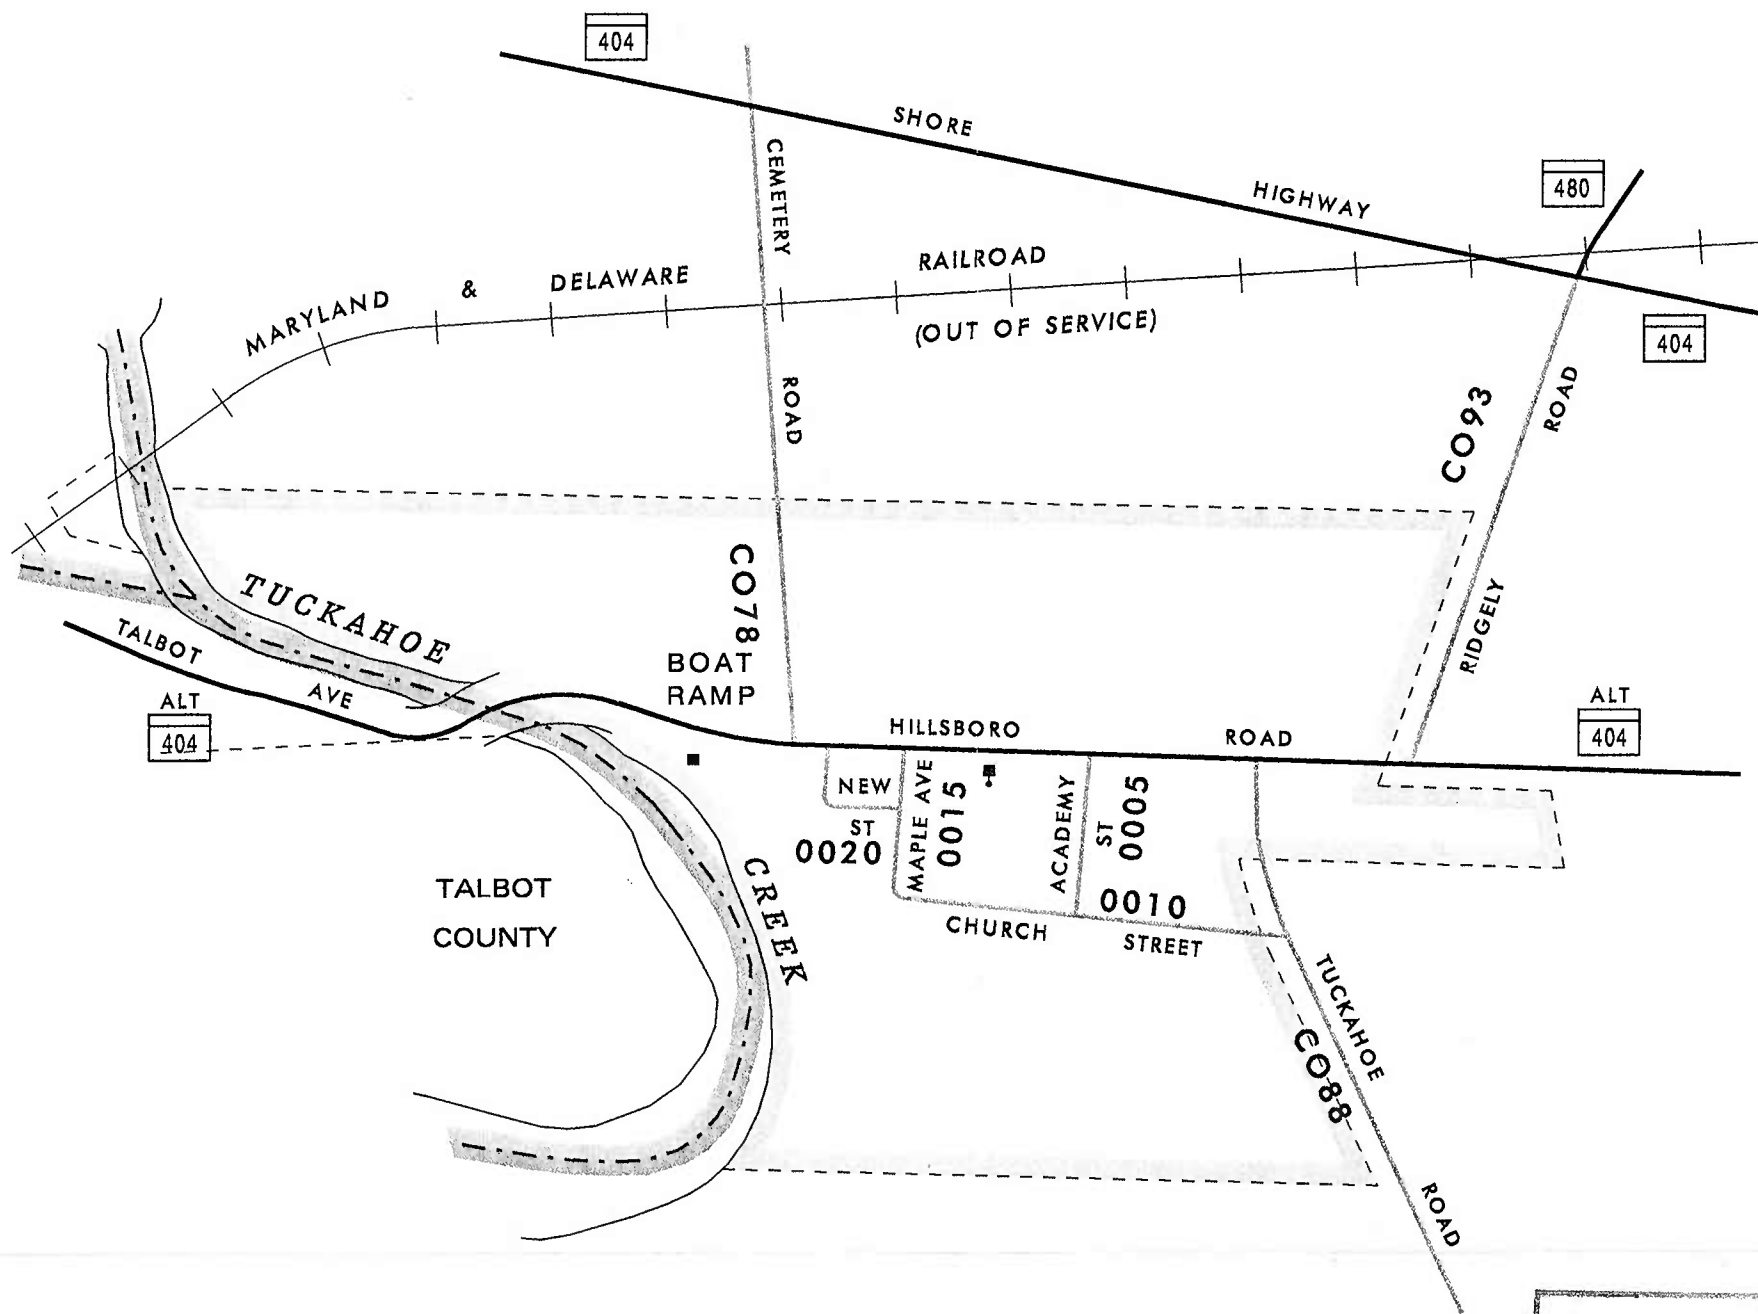 404
SHORE
HIGHWAY
480
404
CEMETERY
ROAD
MARYLAND & DELAWARE RAILROAD
(OUT OF SERVICE)
CO93
RIDGELY ROAD
CO78
TUCKAHOE
CREEK
TALBOT AVE
ALT
404
BOAT
RAMP
HILLSBORO ROAD
ALT
404
NEW
ST
0020
MAPLE AVE
0015
ACADEMY
ST
0005
0010
CHURCH STREET
TALBOT
COUNTY
TUCKAHOE
ROAD
CO88